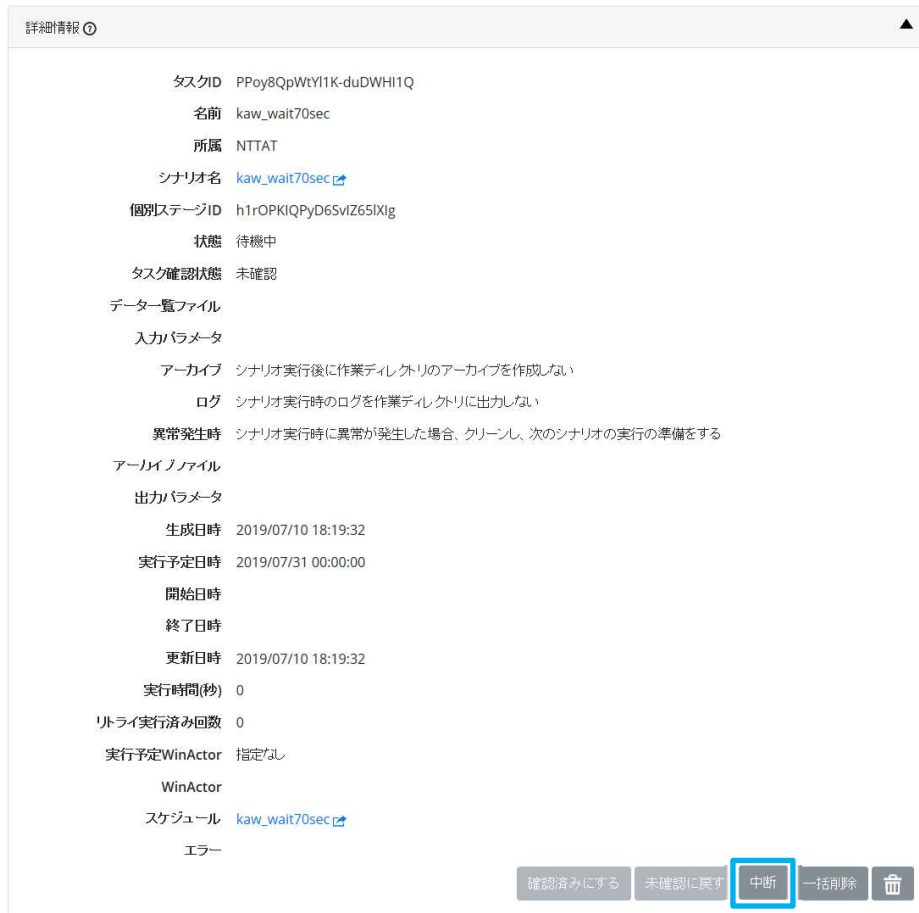 詳細情報
タスクID PPoy8QpWtYl1K-duDWHI1Q
名前 kaw_wait70sec
所属 NTTAT
シナリオ名 kaw_wait70sec
個別ステージID h1rOPKIQPyD6SvIZ65lXIg
状態 待機中
タスク確認状態 未確認
データ一覧ファイル
入力パラメータ
アーカイブ シナリオ実行後に作業ディレクトリのアーカイブを作成しない
ログ シナリオ実行時のログを作業ディレクトリに出力しない
異常発生時 シナリオ実行時に異常が発生した場合、クリーンし、次のシナリオの実行の準備をする
アーカイブファイル
出力パラメータ
生成日時 2019/07/10 18:19:32
実行予定日時 2019/07/31 00:00:00
開始日時
終了日時
更新日時 2019/07/10 18:19:32
実行時間(秒) 0
リトライ実行済み回数 0
実行予定WinActor 指定なし
WinActor
スケジュール kaw_wait70sec
エラー
確認済みにする 未確認に戻す 中断 一括削除